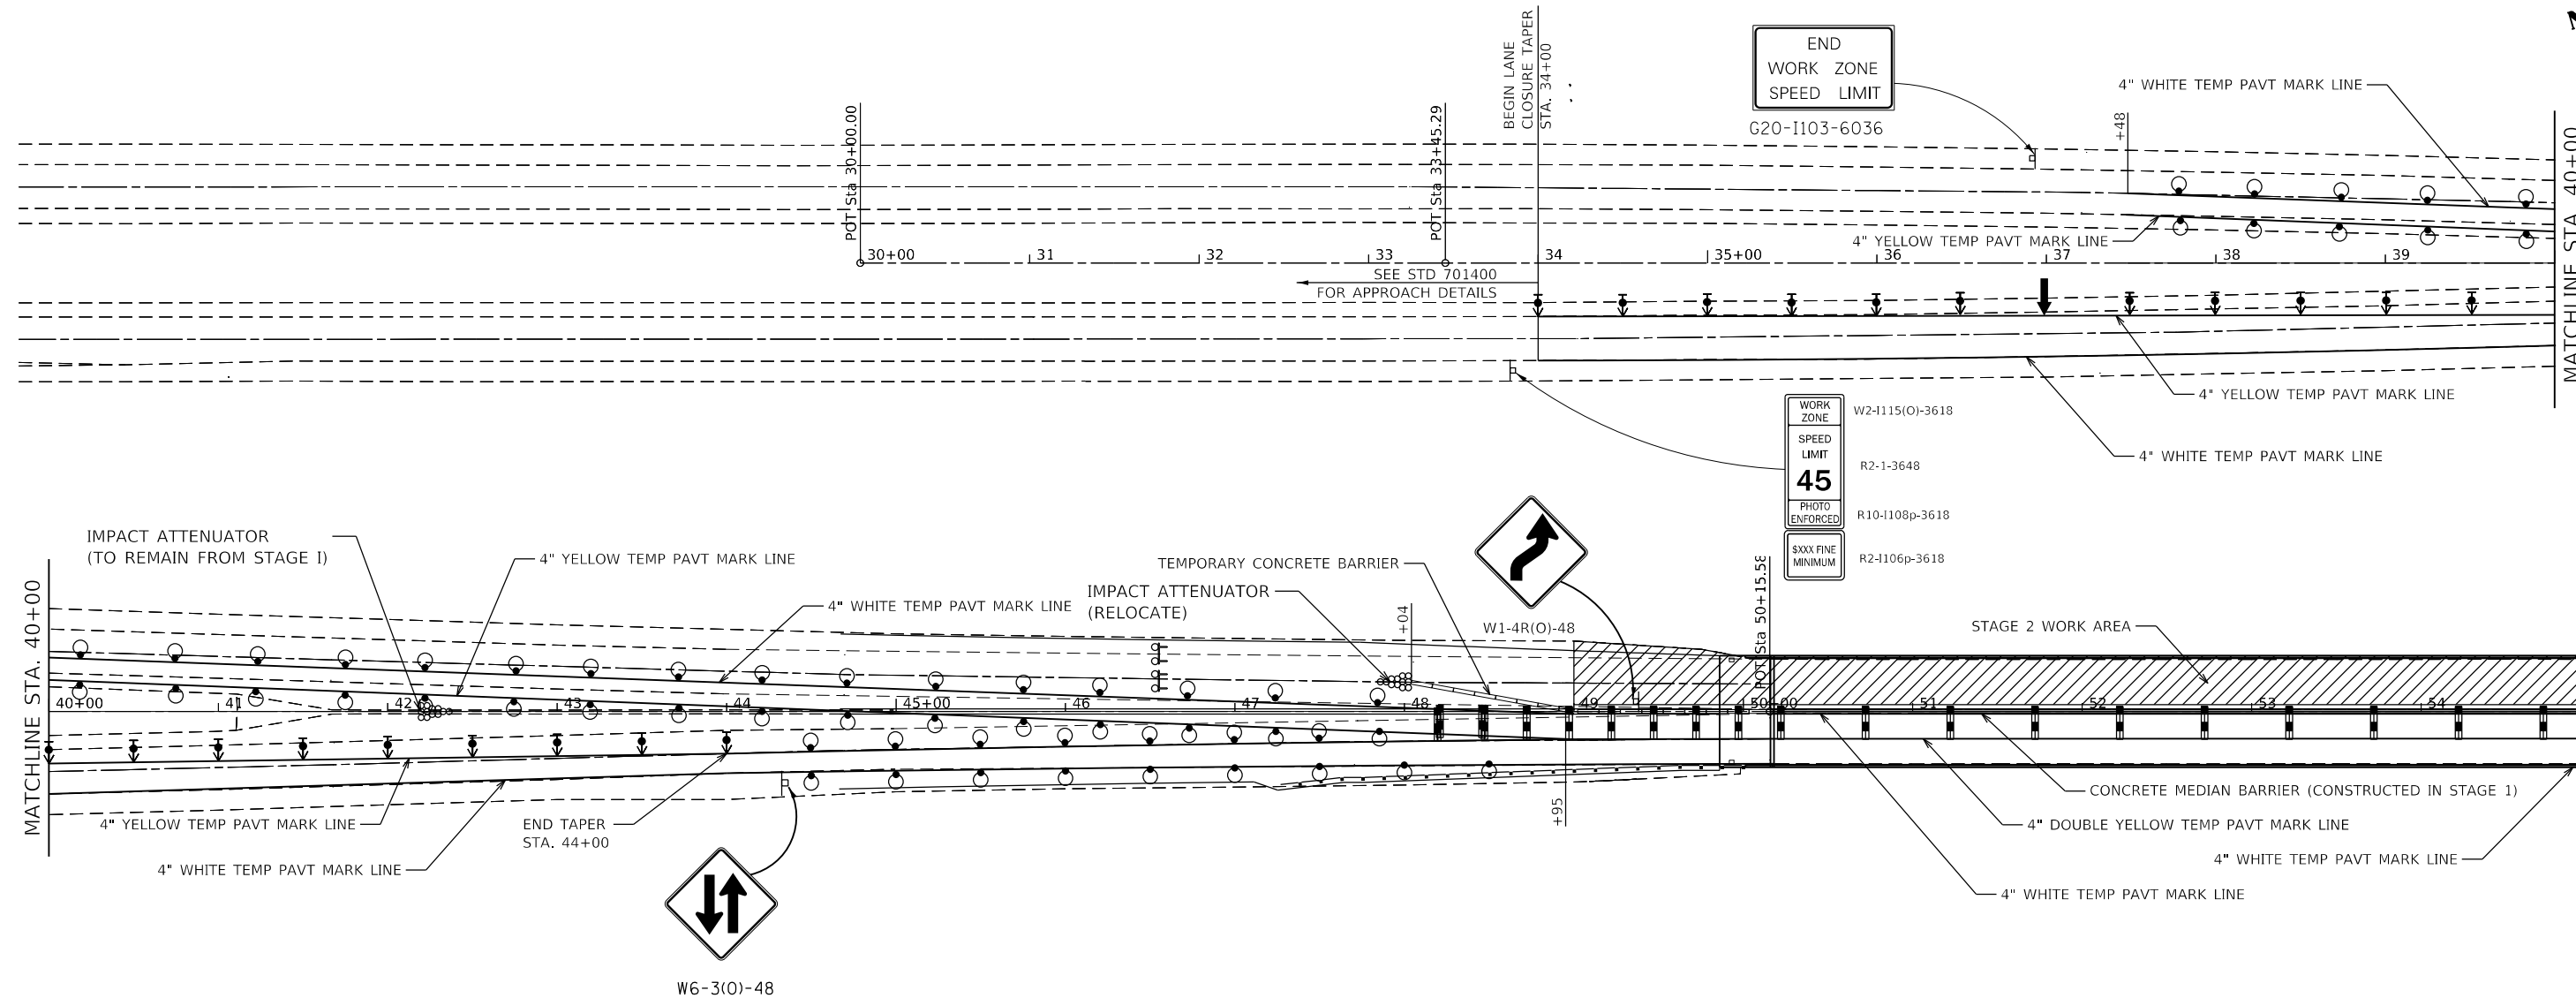 BEGIN LANE
CLOSURE TAPER
STA. 34+00
END
WORK ZONE
SPEED LIMIT
G20-I103-6036
4" WHITE TEMP PAVT MARK LINE
+48
POT Sta 30+00.00
POT Sta 33+45.29
4" YELLOW TEMP PAVT MARK LINE
MATCHLINE STA. 40+00
30+00
31
32
33
34
35+00
36
37
38
39
SEE STD 701400
FOR APPROACH DETAILS
4" YELLOW TEMP PAVT MARK LINE
4" WHITE TEMP PAVT MARK LINE
WORK
ZONE
W2-I115(O)-3618
SPEED
LIMIT
45
R2-1-3648
PHOTO
ENFORCED
R10-I108p-3618
$XXX FINE
MINIMUM
R2-I106p-3618
MATCHLINE STA. 40+00
IMPACT ATTENUATOR
(TO REMAIN FROM STAGE I)
4" YELLOW TEMP PAVT MARK LINE
4" WHITE TEMP PAVT MARK LINE
TEMPORARY CONCRETE BARRIER
IMPACT ATTENUATOR
(RELOCATE)
+04
W1-4R(O)-48
POT Sta 50+15.58
STAGE 2 WORK AREA
40+00
41
42
43
44
45+00
46
47
48
49
50+00
51
52
53
54
+95
4" YELLOW TEMP PAVT MARK LINE
END TAPER
STA. 44+00
4" WHITE TEMP PAVT MARK LINE
CONCRETE MEDIAN BARRIER (CONSTRUCTED IN STAGE 1)
4" DOUBLE YELLOW TEMP PAVT MARK LINE
4" WHITE TEMP PAVT MARK LINE
4" WHITE TEMP PAVT MARK LINE
W6-3(O)-48